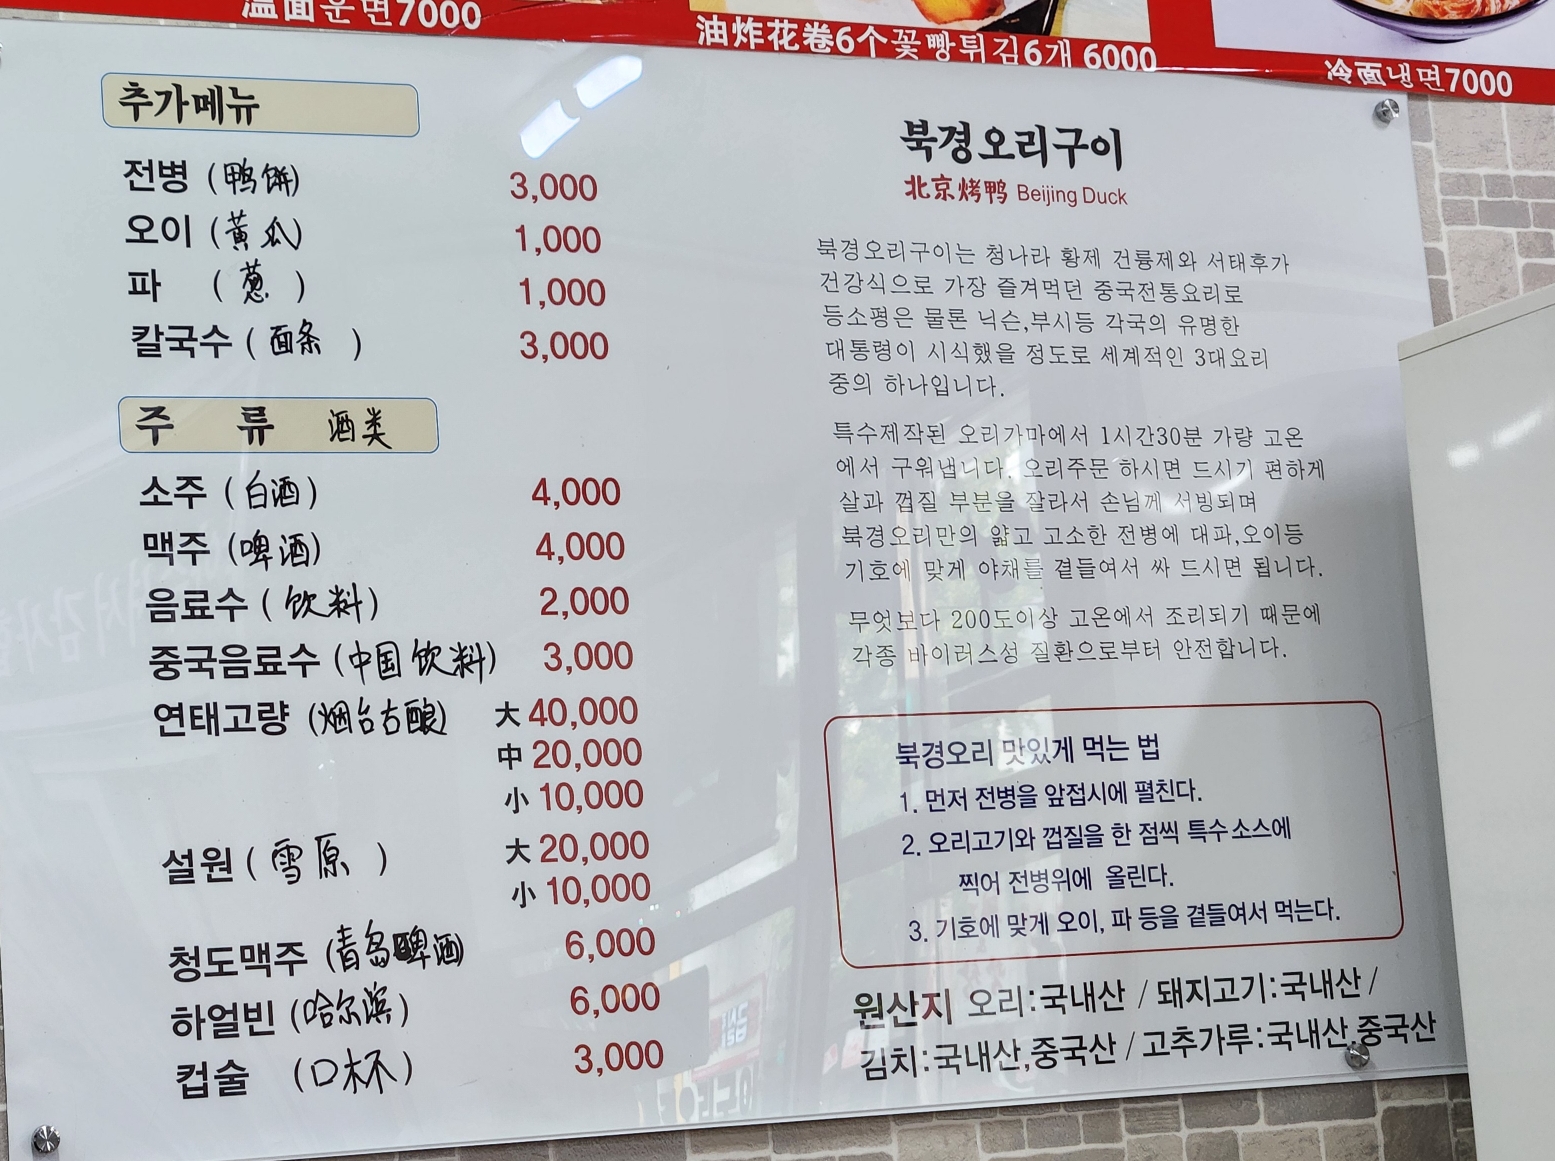 温面온면7000
油炸花卷6个꽃빵튀김6개 6000
冷面냉면7000
추가메뉴
전병 (鸭饼) 3,000
오이 (黄瓜) 1,000
파 (葱) 1,000
칼국수 (面条) 3,000
주 류 酒类
소주 (白酒) 4,000
맥주 (啤酒) 4,000
음료수 (饮料) 2,000
중국음료수 (中国饮料) 3,000
연태고량 (烟台古酿) 大 40,000
中 20,000
小 10,000
설원 (雪原) 大 20,000
小 10,000
청도맥주 (青岛啤酒) 6,000
하얼빈 (哈尔滨) 6,000
컵술 (口杯) 3,000
북경오리구이
北京烤鸭 Beijing Duck
북경오리구이는 청나라 황제 건륭제와 서태후가
건강식으로 가장 즐겨먹던 중국전통요리로
등소평은 물론 닉슨,부시등 각국의 유명한
대통령이 시식했을 정도로 세계적인 3대요리
중의 하나입니다.
특수제작된 오리가마에서 1시간30분 가량 고온
에서 구워냅니다. 오리주문 하시면 드시기 편하게
살과 껍질 부분을 잘라서 손님께 서빙되며
북경오리만의 얇고 고소한 전병에 대파,오이등
기호에 맞게 야채를 곁들여서 싸 드시면 됩니다.
무엇보다 200도이상 고온에서 조리되기 때문에
각종 바이러스성 질환으로부터 안전합니다.
북경오리 맛있게 먹는 법
1. 먼저 전병을 앞접시에 펼친다.
2. 오리고기와 껍질을 한 점씩 특수소스에
찍어 전병위에 올린다.
3. 기호에 맞게 오이, 파 등을 곁들여서 먹는다.
원산지 오리:국내산 / 돼지고기:국내산 /
김치:국내산,중국산 / 고추가루:국내산,중국산